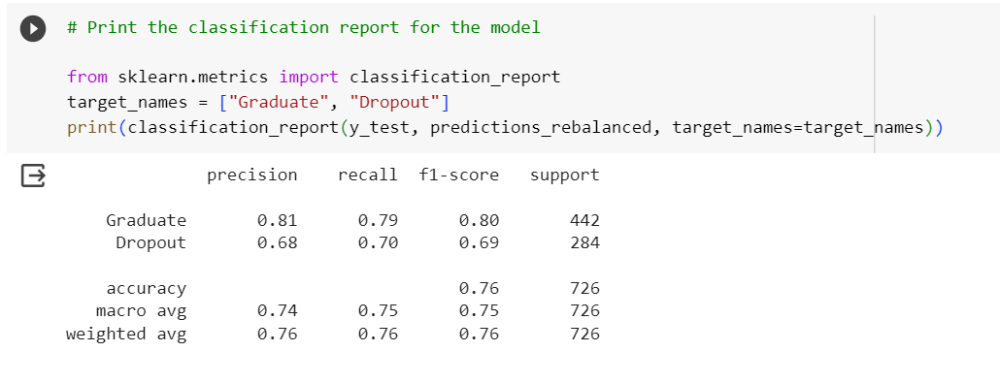 # Print the classification report for the model
from sklearn.metrics import classification_report
target_names = ["Graduate", "Dropout"]
print(classification_report(y_test, predictions_rebalanced, target_names=target_names))
precision recall f1-score support
Graduate 0.81 0.79 0.80 442
Dropout 0.68 0.70 0.69 284
accuracy 0.76 726
macro avg 0.74 0.75 0.75 726
weighted avg 0.76 0.76 0.76 726